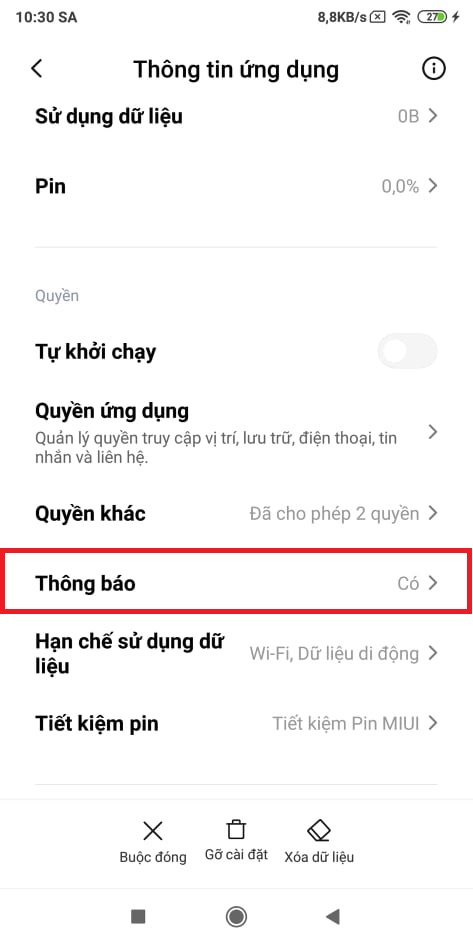 10:30 SA
8,8KB/s
27
Thông tin ứng dụng
Sử dụng dữ liệu
0B
Pin
0,0%
Quyền
Tự khởi chạy
Quyền ứng dụng
Quản lý quyền truy cập vị trí, lưu trữ, điện thoại, tin
nhắn và liên hệ.
Quyền khác
Đã cho phép 2 quyền
Thông báo
Có
Hạn chế sử dụng dữ
liệu
Wi-Fi, Dữ liệu di động
Tiết kiệm pin
Tiết kiệm Pin MIUI
Buộc đóng
Gỡ cài đặt
Xóa dữ liệu